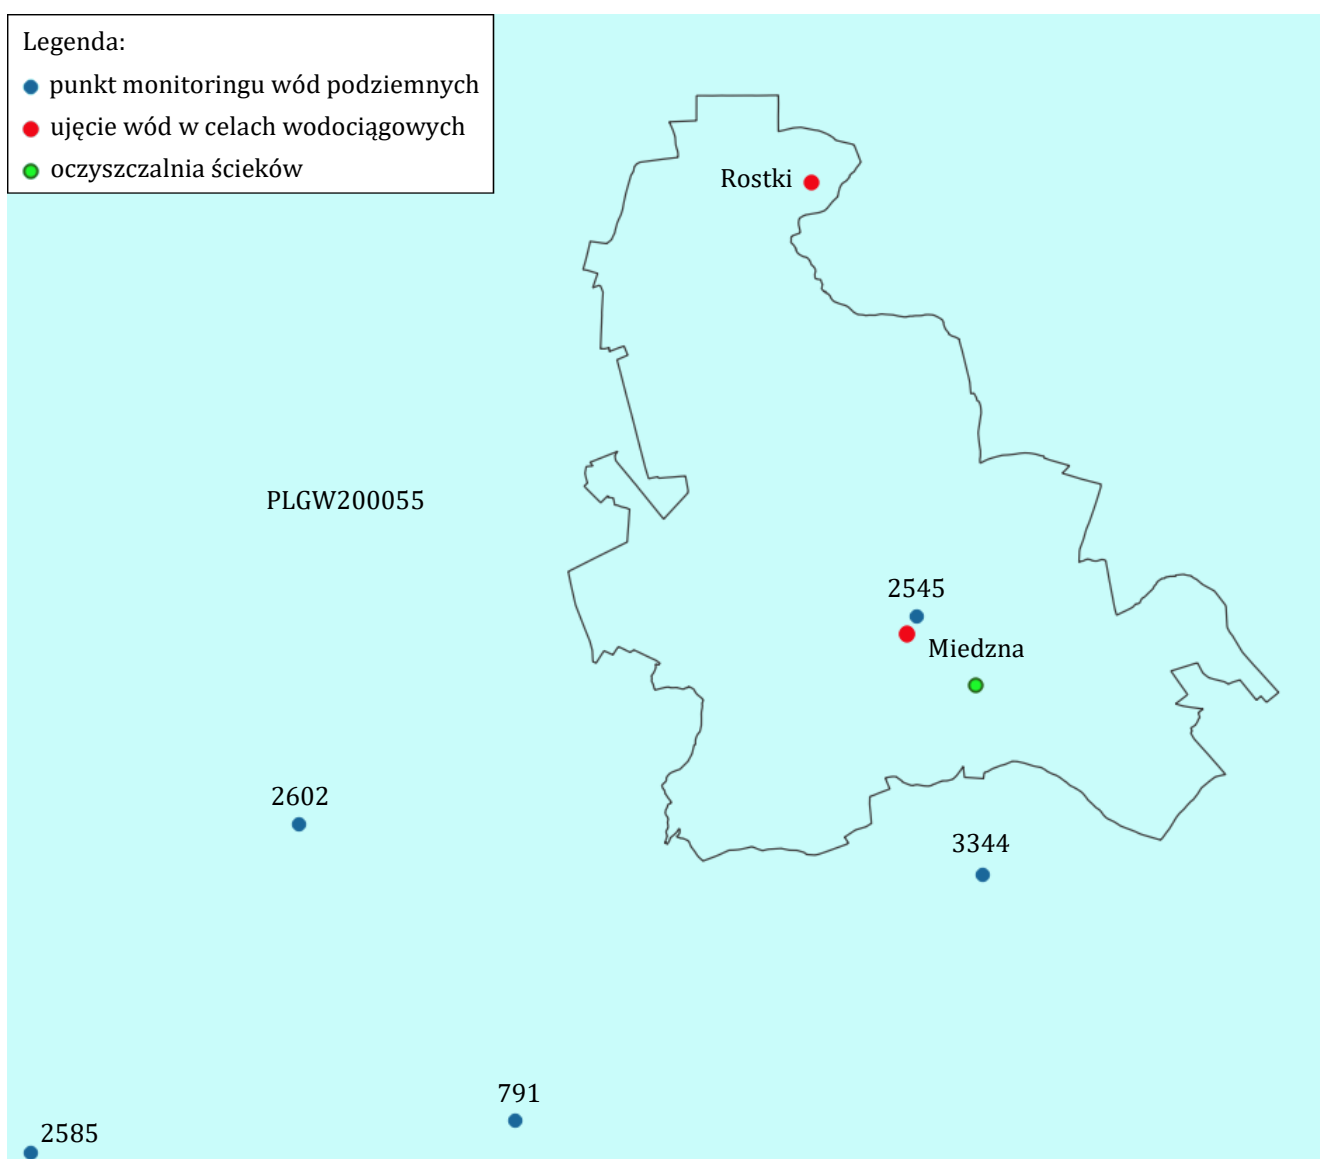 Legenda:
punkt monitoringu wód podziemnych
ujęcie wód w celach wodociągowych
oczyszczalnia ścieków
Rostki
PLGW200055
2545
Miedzna
2602
3344
791
2585